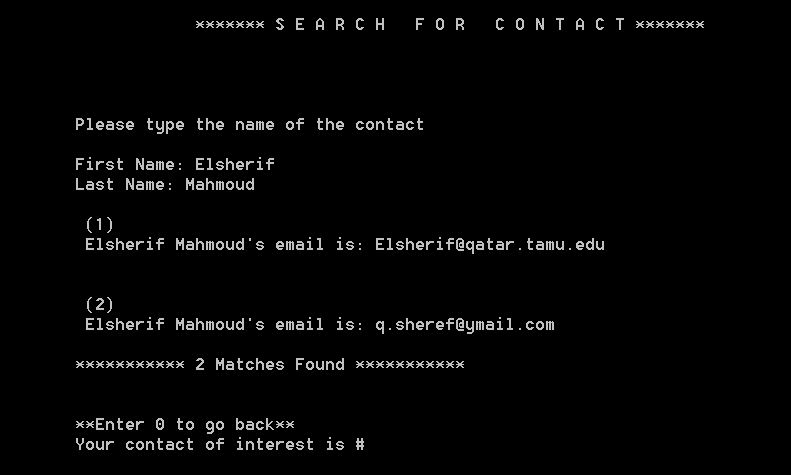 ******* S E A R C H   F O R   C O N T A C T *******
Please type the name of the contact
First Name: Elsherif
Last Name: Mahmoud
(1)
Elsherif Mahmoud's email is: Elsherif@qatar.tamu.edu
(2)
Elsherif Mahmoud's email is: q.sheref@ymail.com
*********** 2 Matches Found ***********
**Enter 0 to go back**
Your contact of interest is #